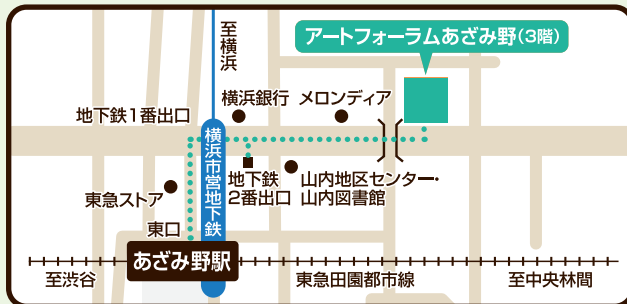 至横浜
アートフォーラムあざみ野(3階)
横浜銀行
メロンディア
地下鉄1番出口
横浜市営地下鉄
地下鉄
2番出口
山内地区センター・
山内図書館
東急ストア
東口
あざみ野駅
至渋谷
東急田園都市線
至中央林間